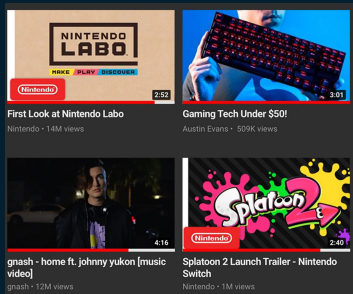 NINTENDO
LABO
MAKE PLAY DISCOVER
Nintendo
2:52
3:01
First Look at Nintendo Labo
Gaming Tech Under $50!
Nintendo • 14M views
Austin Evans • 509K views
4:16
Splatoon 2
Nintendo
2:40
gnash - home ft. johnny yukon [music
video]
Splatoon 2 Launch Trailer - Nintendo
Switch
gnash • 12M views
Nintendo • 1M views